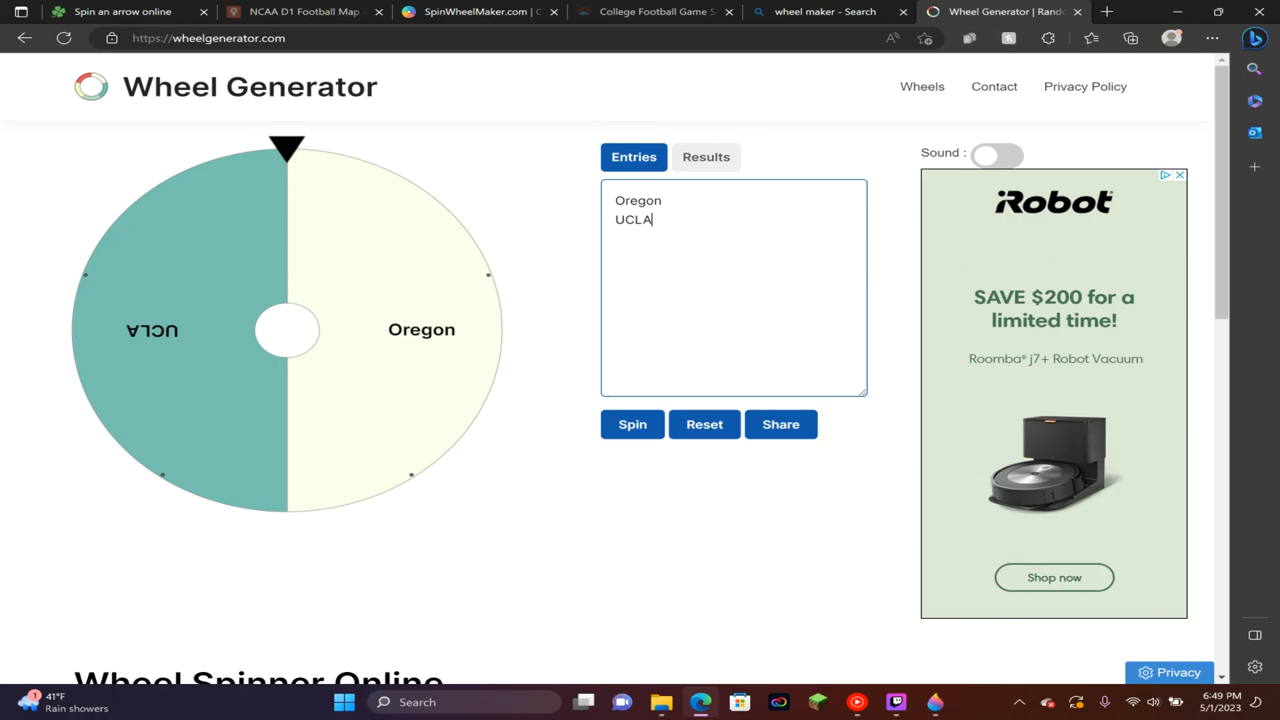 Spin an arrow online
NCAA D1 Football Map -
SpinWheelMaker.com | C
College Football Game S
wheel maker - Search
Wheel Generator | Rand
https://wheelgenerator.com
Wheel Generator
Wheels
Contact
Privacy Policy
UCLA
Oregon
Entries
Results
Oregon
UCLA
Spin
Reset
Share
Sound :
iRobot
SAVE $200 for a
limited time!
Roomba® j7+ Robot Vacuum
Shop now
Wheel Spinner Online
Privacy
1
41°F
Rain showers
Search
6:49 PM
5/1/2023